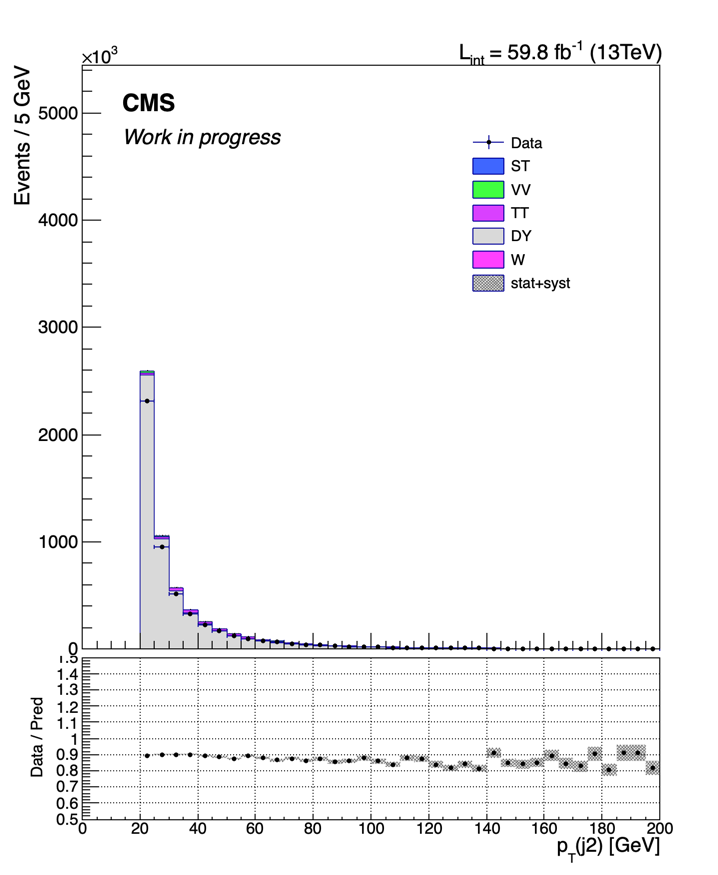 ×10³
L_int = 59.8 fb⁻¹ (13TeV)
Events / 5 GeV
CMS
Work in progress
5000
4000
3000
2000
1000
0
Data
ST
VV
TT
DY
W
stat+syst
Data / Pred
1.5
1.4
1.3
1.2
1.1
1
0.9
0.8
0.7
0.6
0.5
0 20 40 60 80 100 120 140 160 180 200
p_T(j2) [GeV]